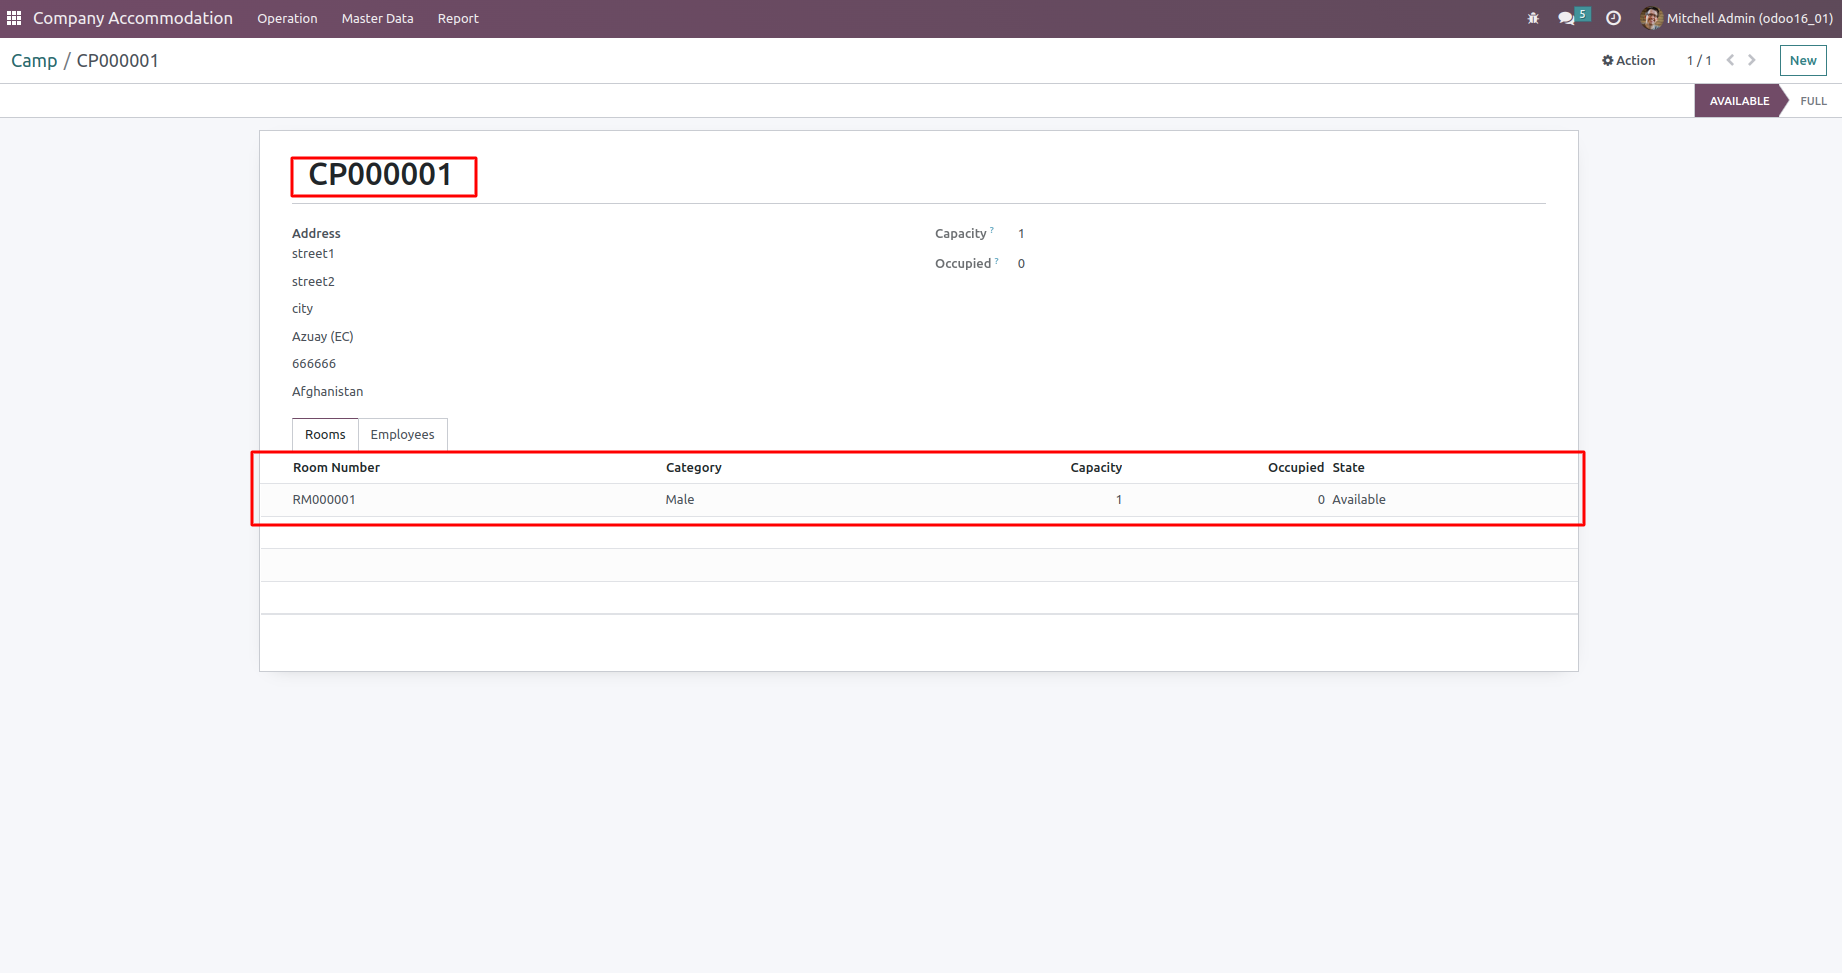 Company Accommodation Operation Master Data Report 5 Mitchell Admin (odoo16_01)
Camp / CP000001 Action 1 / 1 New
AVAILABLE FULL
CP000001
Address Capacity ? 1
street1
Occupied ? 0
street2
city
Azuay (EC)
666666
Afghanistan
Rooms Employees
Room Number Category Capacity Occupied State
RM000001 Male 1 0 Available